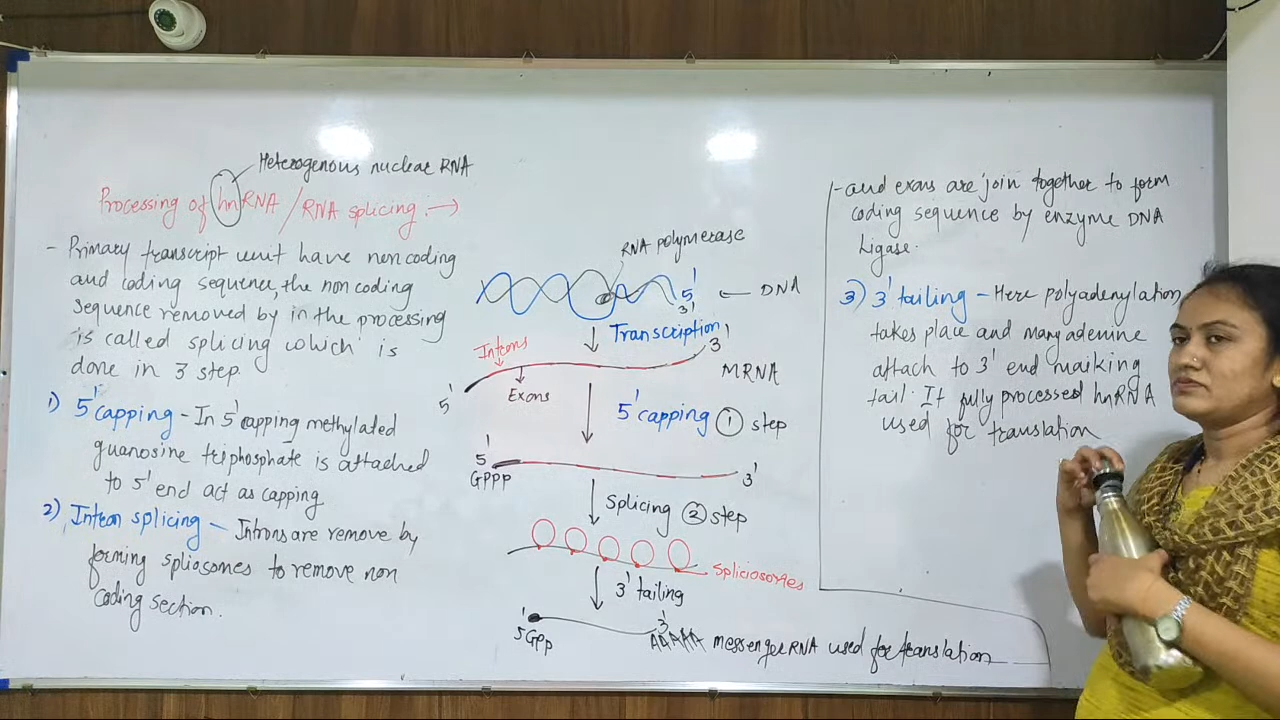 Heterogenous nuclear RNA
Processing of hnRNA / RNA splicing :→
- Primary transcript unit have non coding
and coding sequence, the non coding
sequence removed by in the processing
is called splicing which is
done in 3 step.
1) 5' capping - In 5' capping methylated
guanosine triphosphate is attached
to 5' end act as capping
2) Intron splicing - Introns are remove by
forming spliosomes to remove non
coding section.
RNA polymerase
5'
3'
← DNA
Transcription
Introns
3'
MRNA
5'
Exons
5' capping ① step
5'
GPPP
3'
Splicing ② step
Spliciosomes
3' tailing
5' GPP
3'
AAAAA messenger RNA used for translation
- and exons are join together to form
coding sequence by enzyme DNA
Ligase.
3) 3' tailing - Here polyadenylation
takes place and many adenine
attach to 3' end making
tail. It fully processed hnRNA
used for translation